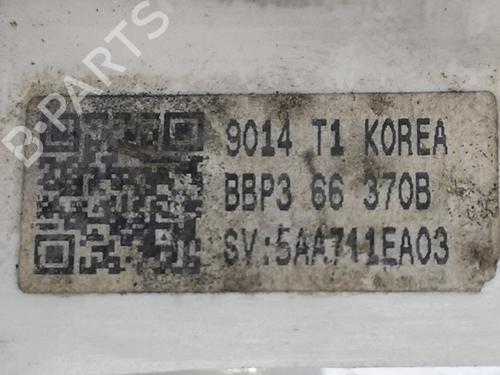 B-PARTS
9014 T1 KOREA
BBP3 66 370B
SV:5AA711EA03